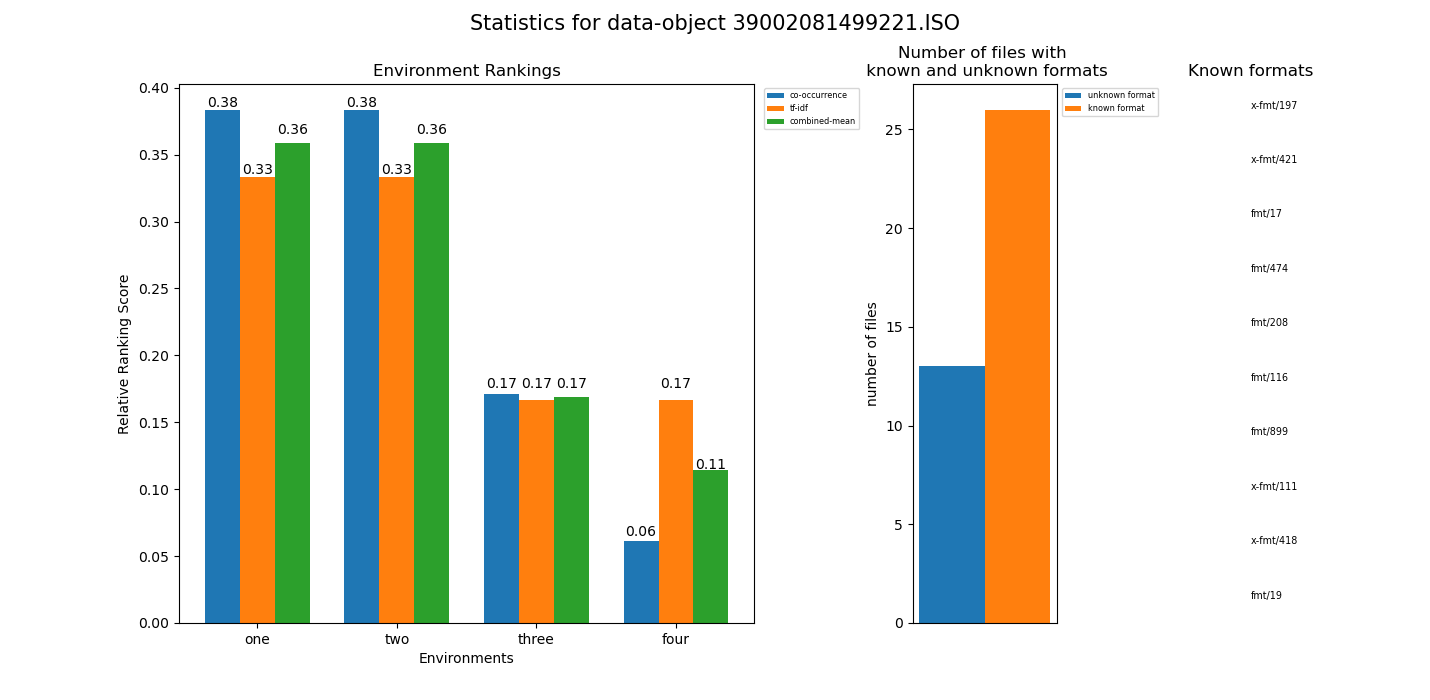 Statistics for data-object 39002081499221.ISO
Environment Rankings
0.40
0.35
0.30
0.25
0.20
0.15
0.10
0.05
0.00
Relative Ranking Score
0.38
0.33
0.36
0.38
0.33
0.36
0.17
0.17
0.17
0.06
0.17
0.11
one
two
three
four
Environments
co-occurrence
tf-idf
combined-mean
Number of files with
known and unknown formats
25
20
15
10
5
0
number of files
unknown format
known format
Known formats
x-fmt/197
x-fmt/421
fmt/17
fmt/474
fmt/208
fmt/116
fmt/899
x-fmt/111
x-fmt/418
fmt/19